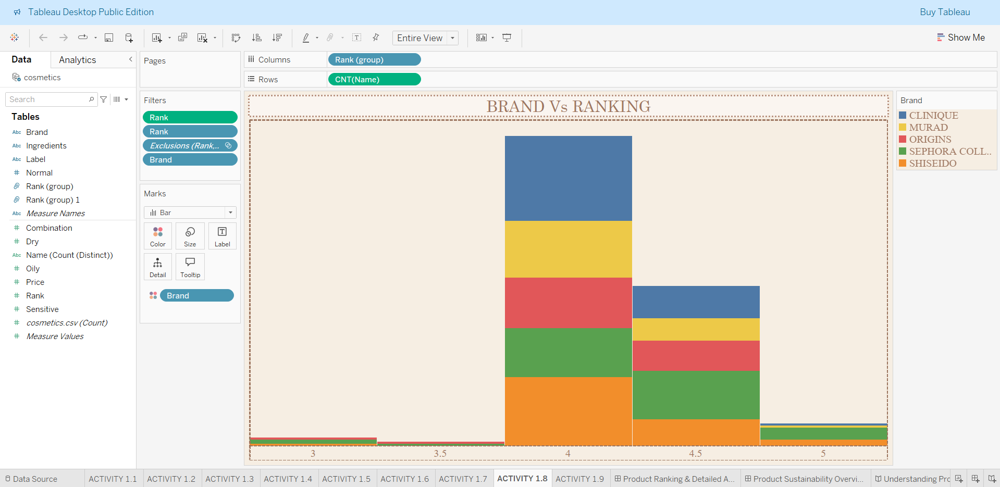 Tableau Desktop Public Edition
Buy Tableau
Entire View
Show Me
Data
Analytics
cosmetics
Search
Tables
Abc Brand
Abc Ingredients
Abc Label
Normal
Rank (group)
Rank (group) 1
Abc Measure Names
Combination
Dry
Abc Name (Count (Distinct))
Oily
Price
Rank
Sensitive
cosmetics.csv (Count)
Measure Values
Pages
Filters
Rank
Rank
Exclusions (Rank,..
Brand
Marks
Bar
Color
Size
Label
Detail
Tooltip
Brand
Columns
Rank (group)
Rows
CNT(Name)
BRAND Vs RANKING
3
3.5
4
4.5
5
Brand
CLINIQUE
MURAD
ORIGINS
SEPHORA COLL..
SHISEIDO
Data Source
ACTIVITY 1.1
ACTIVITY 1.2
ACTIVITY 1.3
ACTIVITY 1.4
ACTIVITY 1.5
ACTIVITY 1.6
ACTIVITY 1.7
ACTIVITY 1.8
ACTIVITY 1.9
Product Ranking & Detailed A...
Product Sustainability Overvi...
Understanding Pro